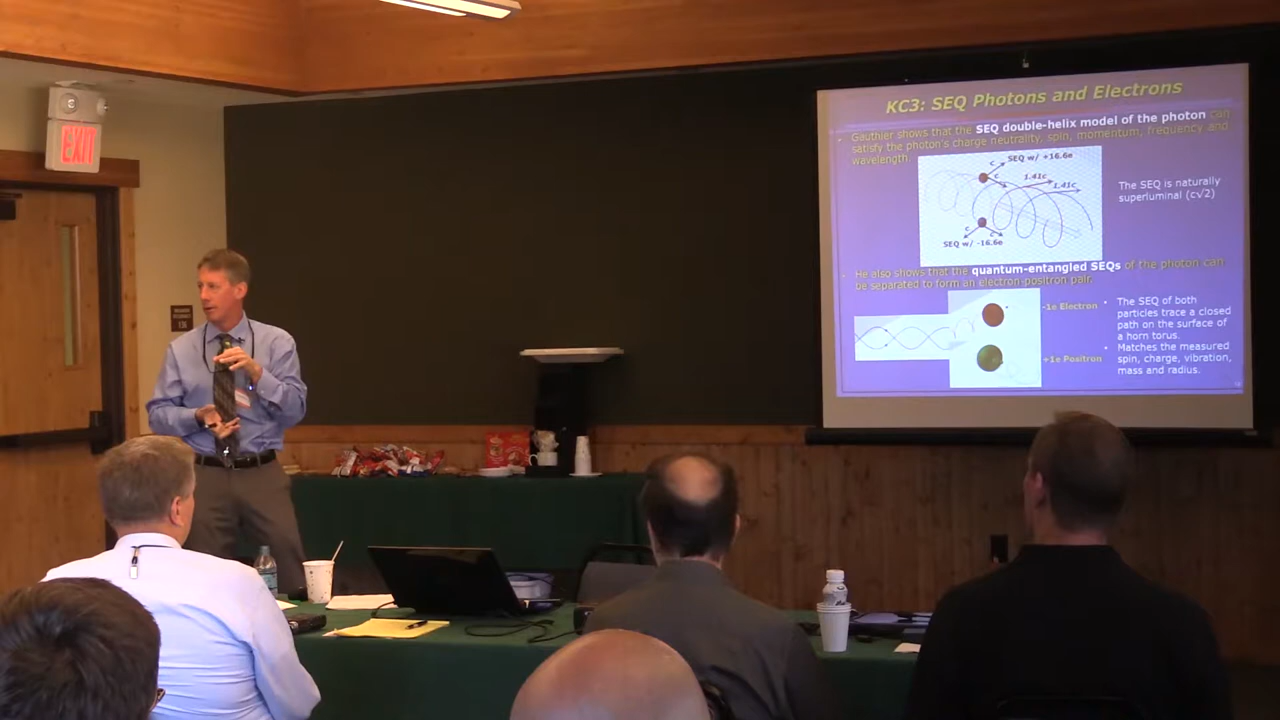 EXIT
KC3: SEQ Photons and Electrons
Gauthier shows that the SEQ double-helix model of the photon can
satisfy the photon's charge neutrality, spin, momentum, frequency and
wavelength.
SEQ w/ +16.6e
c
c
1.41c
1.41c
c
c
SEQ w/ -16.6e
The SEQ is naturally
superluminal (c√2)
He also shows that the quantum-entangled SEQs of the photon can
be separated to form an electron-positron pair.
-1e Electron
+1e Positron
• The SEQ of both
particles trace a closed
path on the surface of
a horn torus.
• Matches the measured
spin, charge, vibration,
mass and radius.